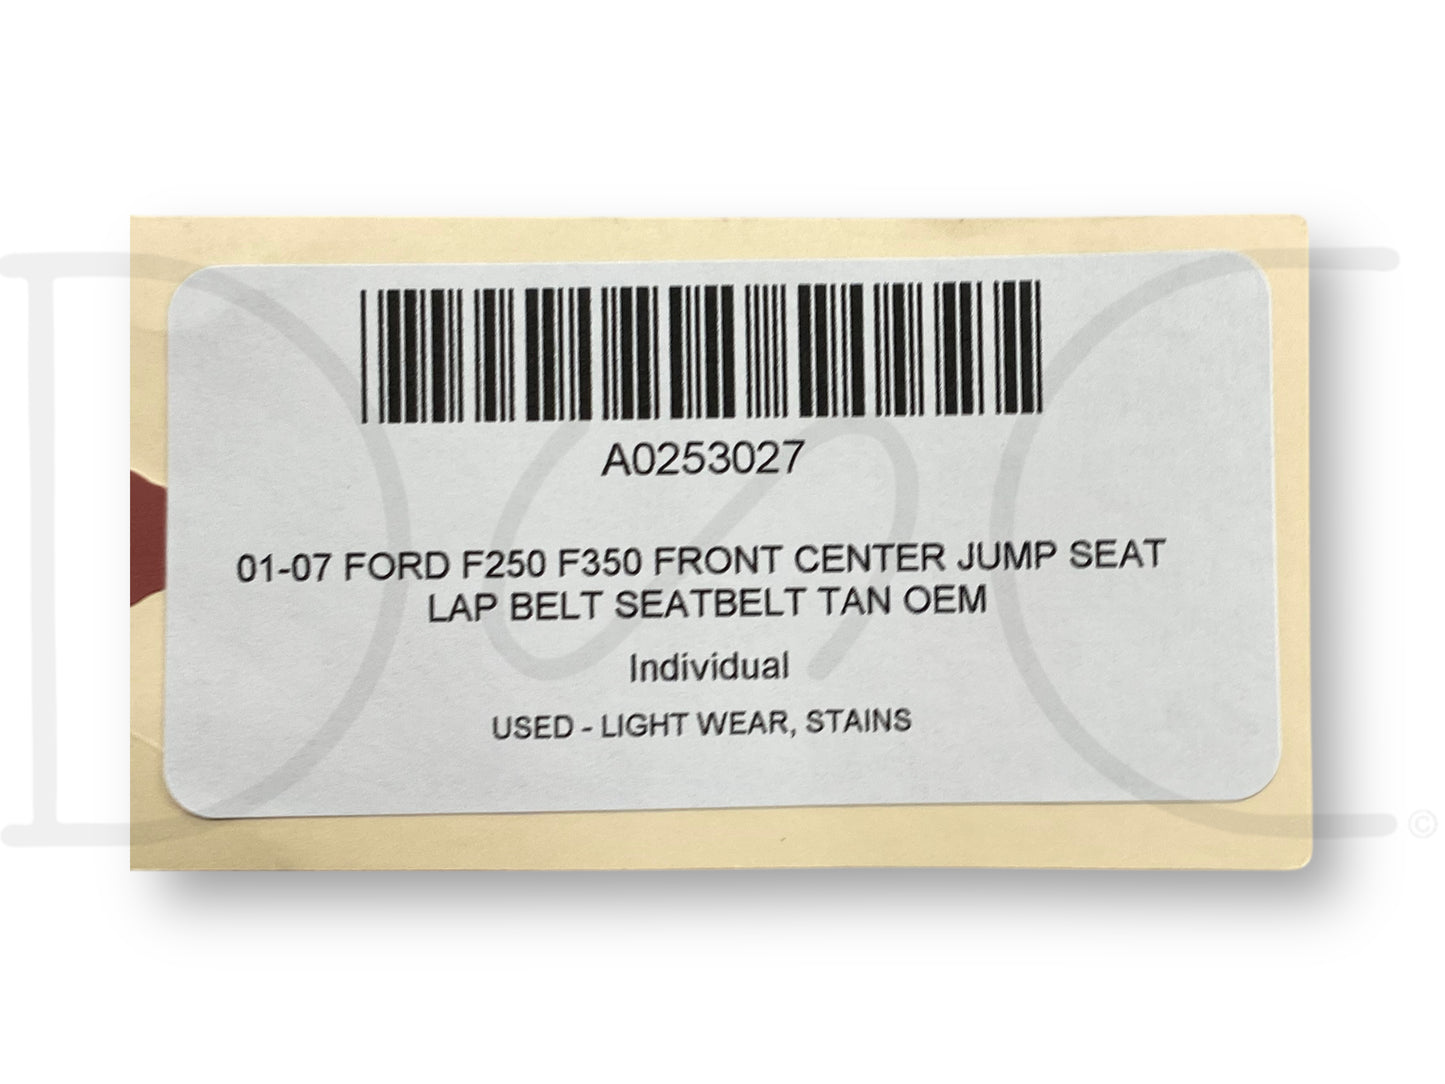 A0253027
01-07 FORD F250 F350 FRONT CENTER JUMP SEAT
LAP BELT SEATBELT TAN OEM
Individual
USED - LIGHT WEAR, STAINS
©